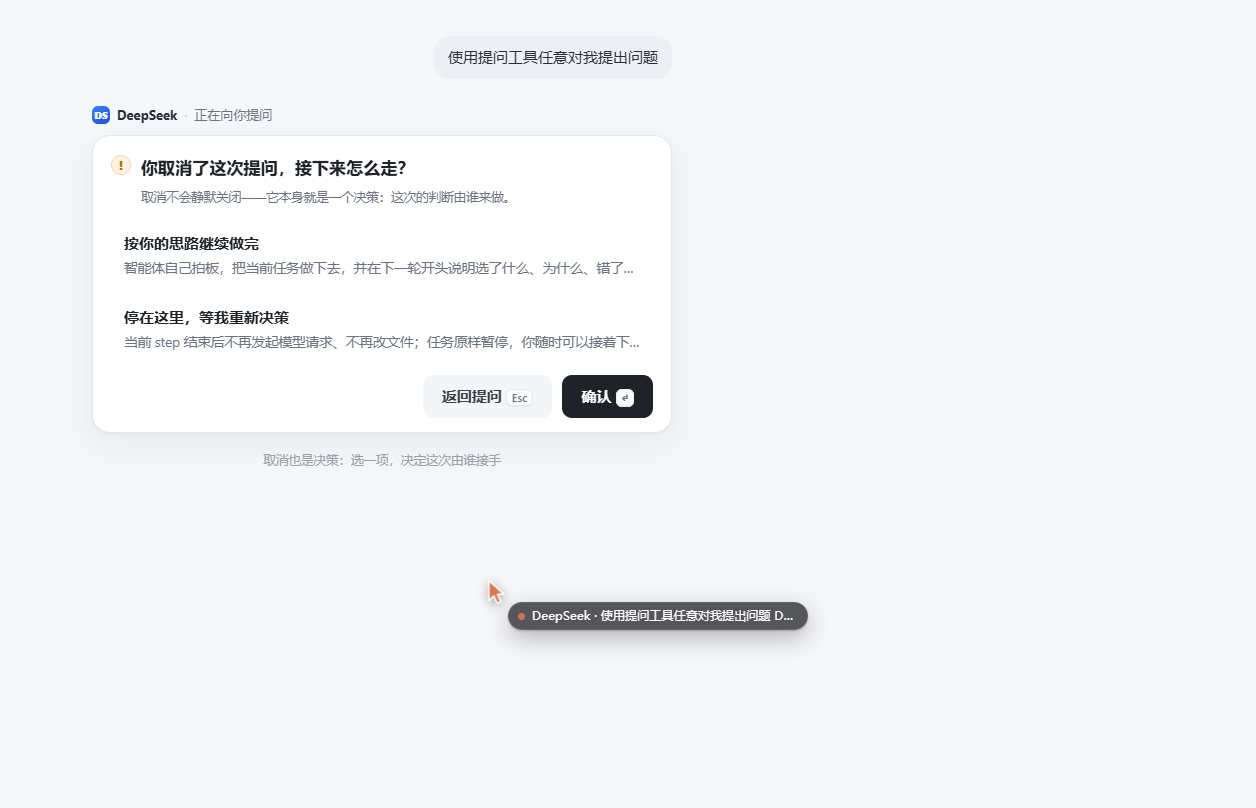 使用提问工具任意对我提出问题
DS DeepSeek · 正在向你提问
! 你取消了这次提问，接下来怎么走？
取消不会静默关闭——它本身就是一个决策：这次的判断由谁来做。
按你的思路继续做完
智能体自己拍板，把当前任务做下去，并在下一轮开头说明选了什么、为什么、错了...
停在这里，等我重新决策
当前 step 结束后不再发起模型请求、不再改文件；任务原样暂停，你随时可以接着下...
返回提问 Esc 确认 ↵
取消也是决策：选一项，决定这次由谁接手
DeepSeek · 使用提问工具任意对我提出问题 D...